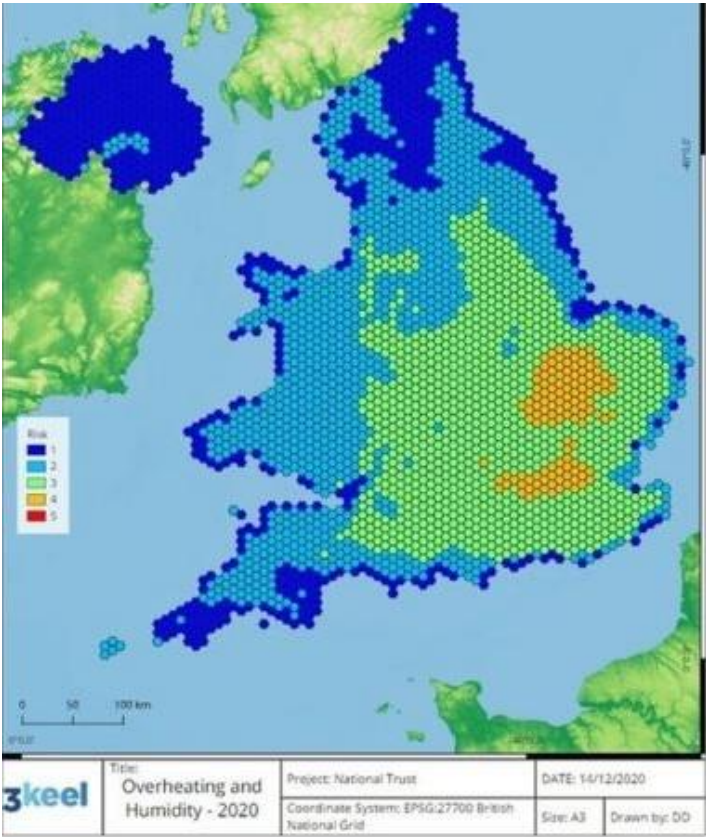 Risk
1
2
3
4
5
0 50 100 km
3keel
Title:
Overheating and
Humidity - 2020
Project: National Trust
Coordinate System: EPSG:27700 British
National Grid
DATE: 14/12/2020
Size: A3
Drawn by: DD